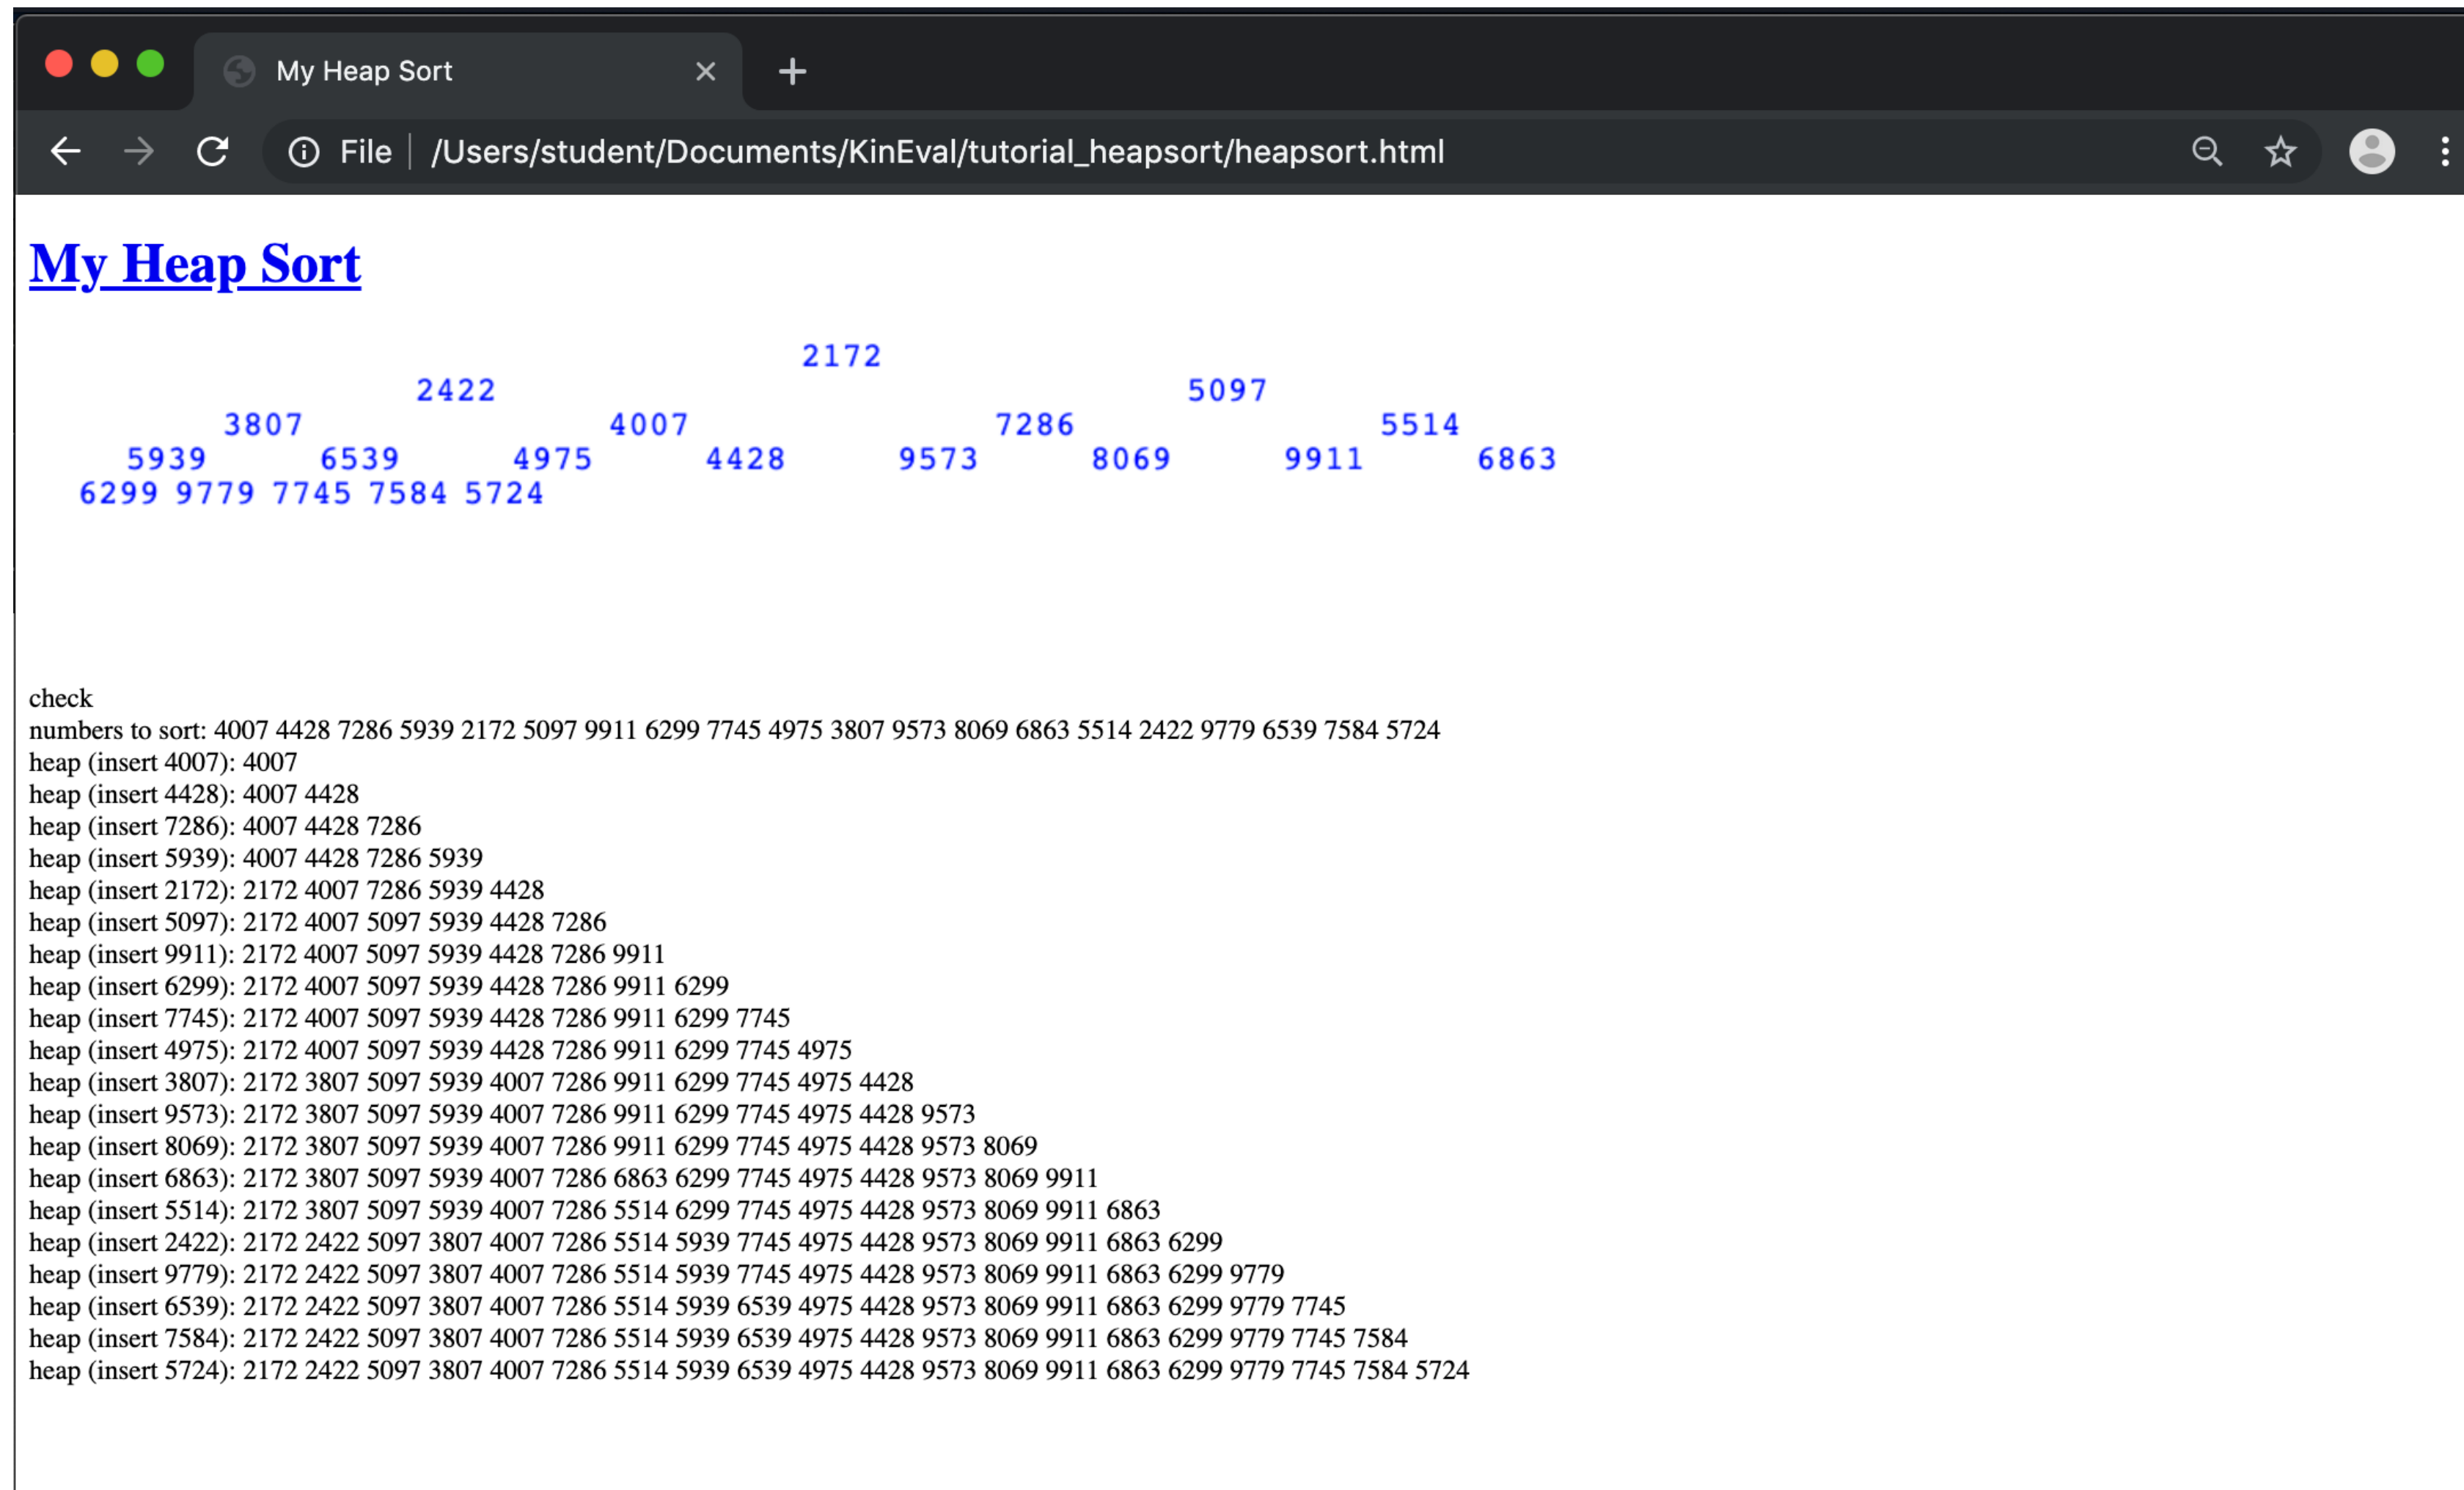 My Heap Sort
File /Users/student/Documents/KinEval/tutorial_heapsort/heapsort.html
My Heap Sort
2172
2422 5097
3807 4007 7286 5514
5939 6539 4975 4428 9573 8069 9911 6863
6299 9779 7745 7584 5724
check
numbers to sort: 4007 4428 7286 5939 2172 5097 9911 6299 7745 4975 3807 9573 8069 6863 5514 2422 9779 6539 7584 5724
heap (insert 4007): 4007
heap (insert 4428): 4007 4428
heap (insert 7286): 4007 4428 7286
heap (insert 5939): 4007 4428 7286 5939
heap (insert 2172): 2172 4007 7286 5939 4428
heap (insert 5097): 2172 4007 5097 5939 4428 7286
heap (insert 9911): 2172 4007 5097 5939 4428 7286 9911
heap (insert 6299): 2172 4007 5097 5939 4428 7286 9911 6299
heap (insert 7745): 2172 4007 5097 5939 4428 7286 9911 6299 7745
heap (insert 4975): 2172 4007 5097 5939 4428 7286 9911 6299 7745 4975
heap (insert 3807): 2172 3807 5097 5939 4007 7286 9911 6299 7745 4975 4428
heap (insert 9573): 2172 3807 5097 5939 4007 7286 9911 6299 7745 4975 4428 9573
heap (insert 8069): 2172 3807 5097 5939 4007 7286 9911 6299 7745 4975 4428 9573 8069
heap (insert 6863): 2172 3807 5097 5939 4007 7286 6863 6299 7745 4975 4428 9573 8069 9911
heap (insert 5514): 2172 3807 5097 5939 4007 7286 5514 6299 7745 4975 4428 9573 8069 9911 6863
heap (insert 2422): 2172 2422 5097 3807 4007 7286 5514 5939 7745 4975 4428 9573 8069 9911 6863 6299
heap (insert 9779): 2172 2422 5097 3807 4007 7286 5514 5939 7745 4975 4428 9573 8069 9911 6863 6299 9779
heap (insert 6539): 2172 2422 5097 3807 4007 7286 5514 5939 6539 4975 4428 9573 8069 9911 6863 6299 9779 7745
heap (insert 7584): 2172 2422 5097 3807 4007 7286 5514 5939 6539 4975 4428 9573 8069 9911 6863 6299 9779 7745 7584
heap (insert 5724): 2172 2422 5097 3807 4007 7286 5514 5939 6539 4975 4428 9573 8069 9911 6863 6299 9779 7745 7584 5724